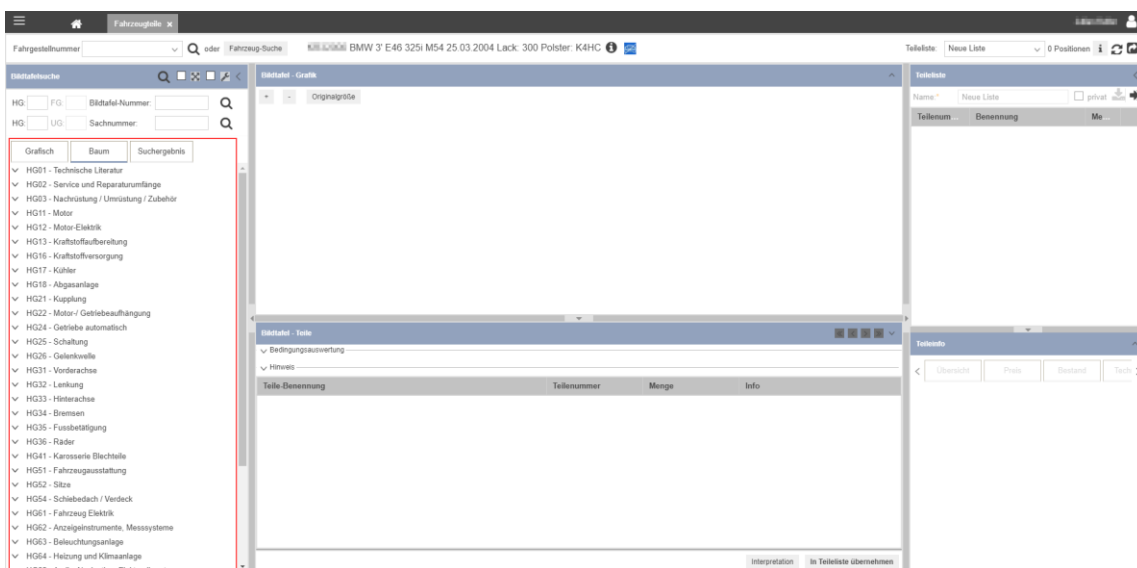 Fahrzeugteile x
Fahrgestellnummer oder Fahrzeug-Suche BMW 3' E46 325i M54 25.03.2004 Lack: 300 Polster: K4HC Teileliste: Neue Liste 0 Positionen i
Bildtafelsuche
HG: FG: Bildtafel-Nummer:
HG: UG: Sachnummer:
Grafisch Baum Suchergebnis
HG01 - Technische Literatur
HG02 - Service und Reparaturumfänge
HG03 - Nachrüstung / Umrüstung / Zubehör
HG11 - Motor
HG12 - Motor-Elektrik
HG13 - Kraftstoffaufbereitung
HG16 - Kraftstoffversorgung
HG17 - Kühler
HG18 - Abgasanlage
HG21 - Kupplung
HG22 - Motor-/ Getriebeaufhängung
HG24 - Getriebe automatisch
HG25 - Schaltung
HG26 - Gelenkwelle
HG31 - Vorderachse
HG32 - Lenkung
HG33 - Hinterachse
HG34 - Bremsen
HG35 - Fussbetätigung
HG36 - Räder
HG41 - Karosserie Blechteile
HG51 - Fahrzeugausstattung
HG52 - Sitze
HG54 - Schiebedach / Verdeck
HG61 - Fahrzeug Elektrik
HG62 - Anzeigeinstrumente, Messsysteme
HG63 - Beleuchtungsanlage
HG64 - Heizung und Klimaanlage
Bildtafel - Grafik
+ - Originalgröße
Bildtafel - Teile
Bedingungsauswertung
Hinweis
Teile-Benennung Teilenummer Menge Info
Interpretation In Teileliste übernehmen
Teileliste
Name:* Neue Liste privat
Teilenum... Benennung Me...
Teileinfo
Übersicht Preis Bestand Tech